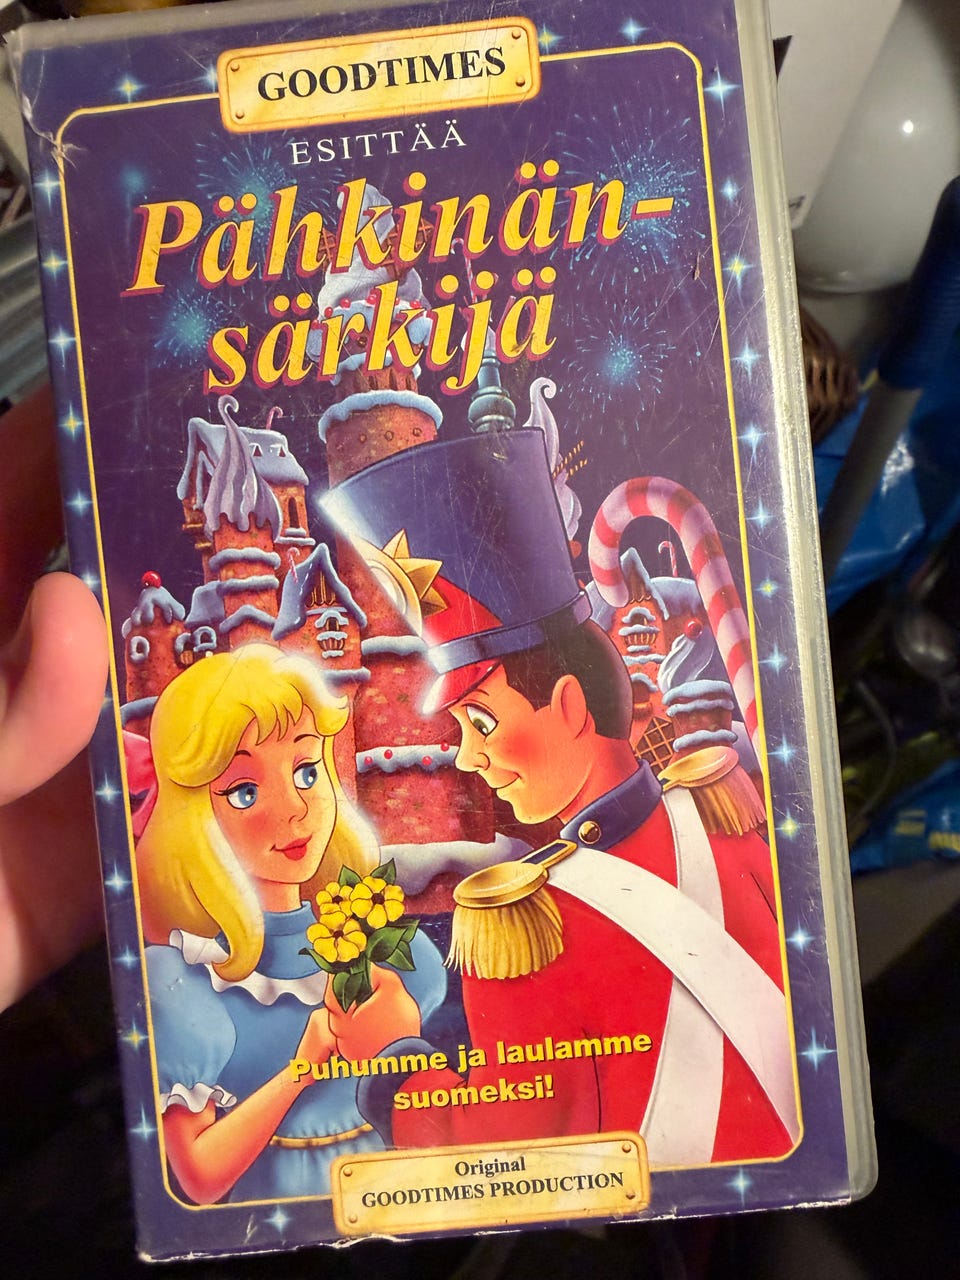 GOODTIMES
ESITTÄÄ
Pähkinän-
särkijä
Puhumme ja laulamme
suomeksi!
Original
GOODTIMES PRODUCTION